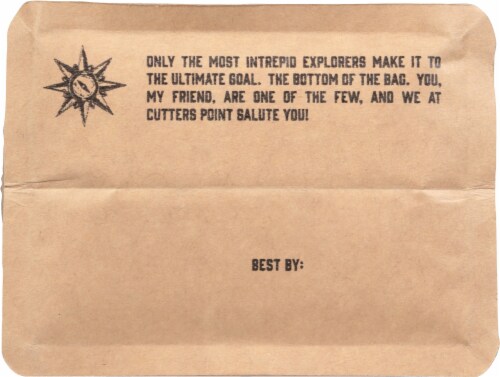 ONLY THE MOST INTREPID EXPLORERS MAKE IT TO
THE ULTIMATE GOAL. THE BOTTOM OF THE BAG. YOU,
MY FRIEND, ARE ONE OF THE FEW, AND WE AT
CUTTERS POINT SALUTE YOU!
BEST BY: